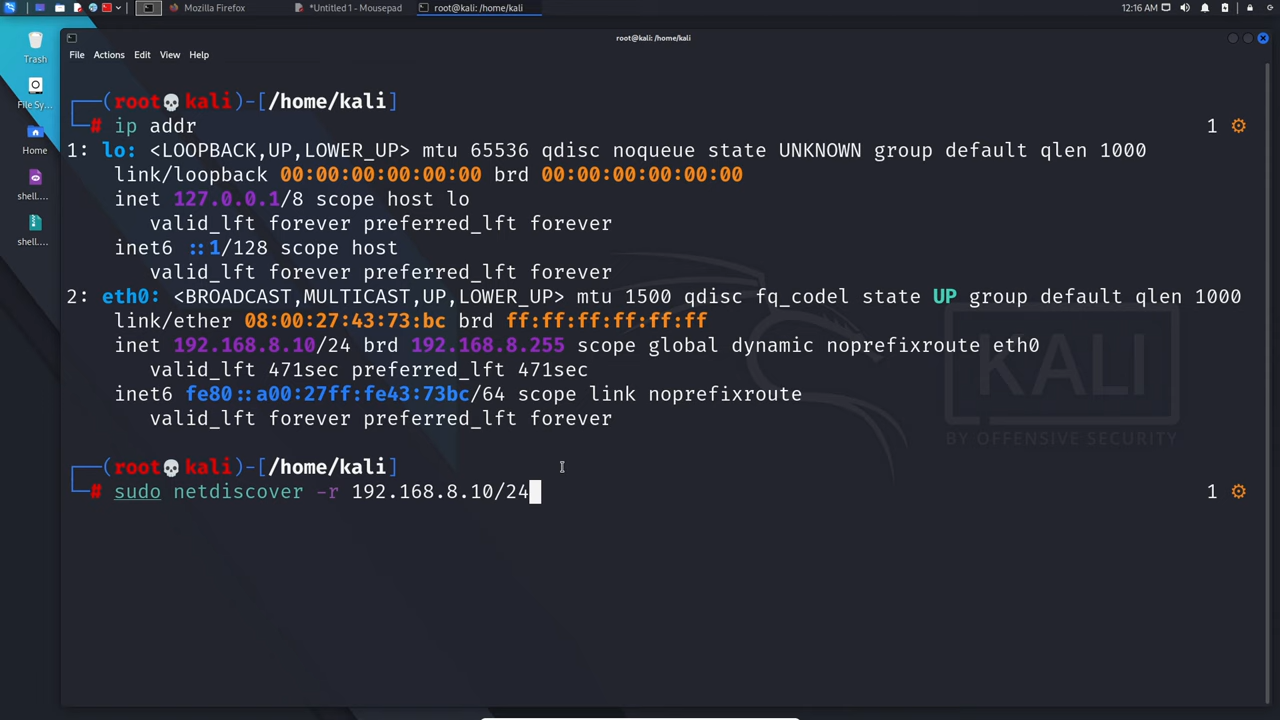 Mozilla Firefox
*Untitled 1 - Mousepad
root@kali: /home/kali
12:16 AM
root@kali: /home/kali
File Actions Edit View Help
Trash
File Sy...
Home
shell....
shell....
┌──(root💀kali)-[/home/kali]
└─# ip addr 1
1: lo: <LOOPBACK,UP,LOWER_UP> mtu 65536 qdisc noqueue state UNKNOWN group default qlen 1000
link/loopback 00:00:00:00:00:00 brd 00:00:00:00:00:00
inet 127.0.0.1/8 scope host lo
valid_lft forever preferred_lft forever
inet6 ::1/128 scope host
valid_lft forever preferred_lft forever
2: eth0: <BROADCAST,MULTICAST,UP,LOWER_UP> mtu 1500 qdisc fq_codel state UP group default qlen 1000
link/ether 08:00:27:43:73:bc brd ff:ff:ff:ff:ff:ff
inet 192.168.8.10/24 brd 192.168.8.255 scope global dynamic noprefixroute eth0
valid_lft 471sec preferred_lft 471sec
inet6 fe80::a00:27ff:fe43:73bc/64 scope link noprefixroute
valid_lft forever preferred_lft forever
┌──(root💀kali)-[/home/kali]
└─# sudo netdiscover -r 192.168.8.10/24 1
KALI
BY OFFENSIVE SECURITY